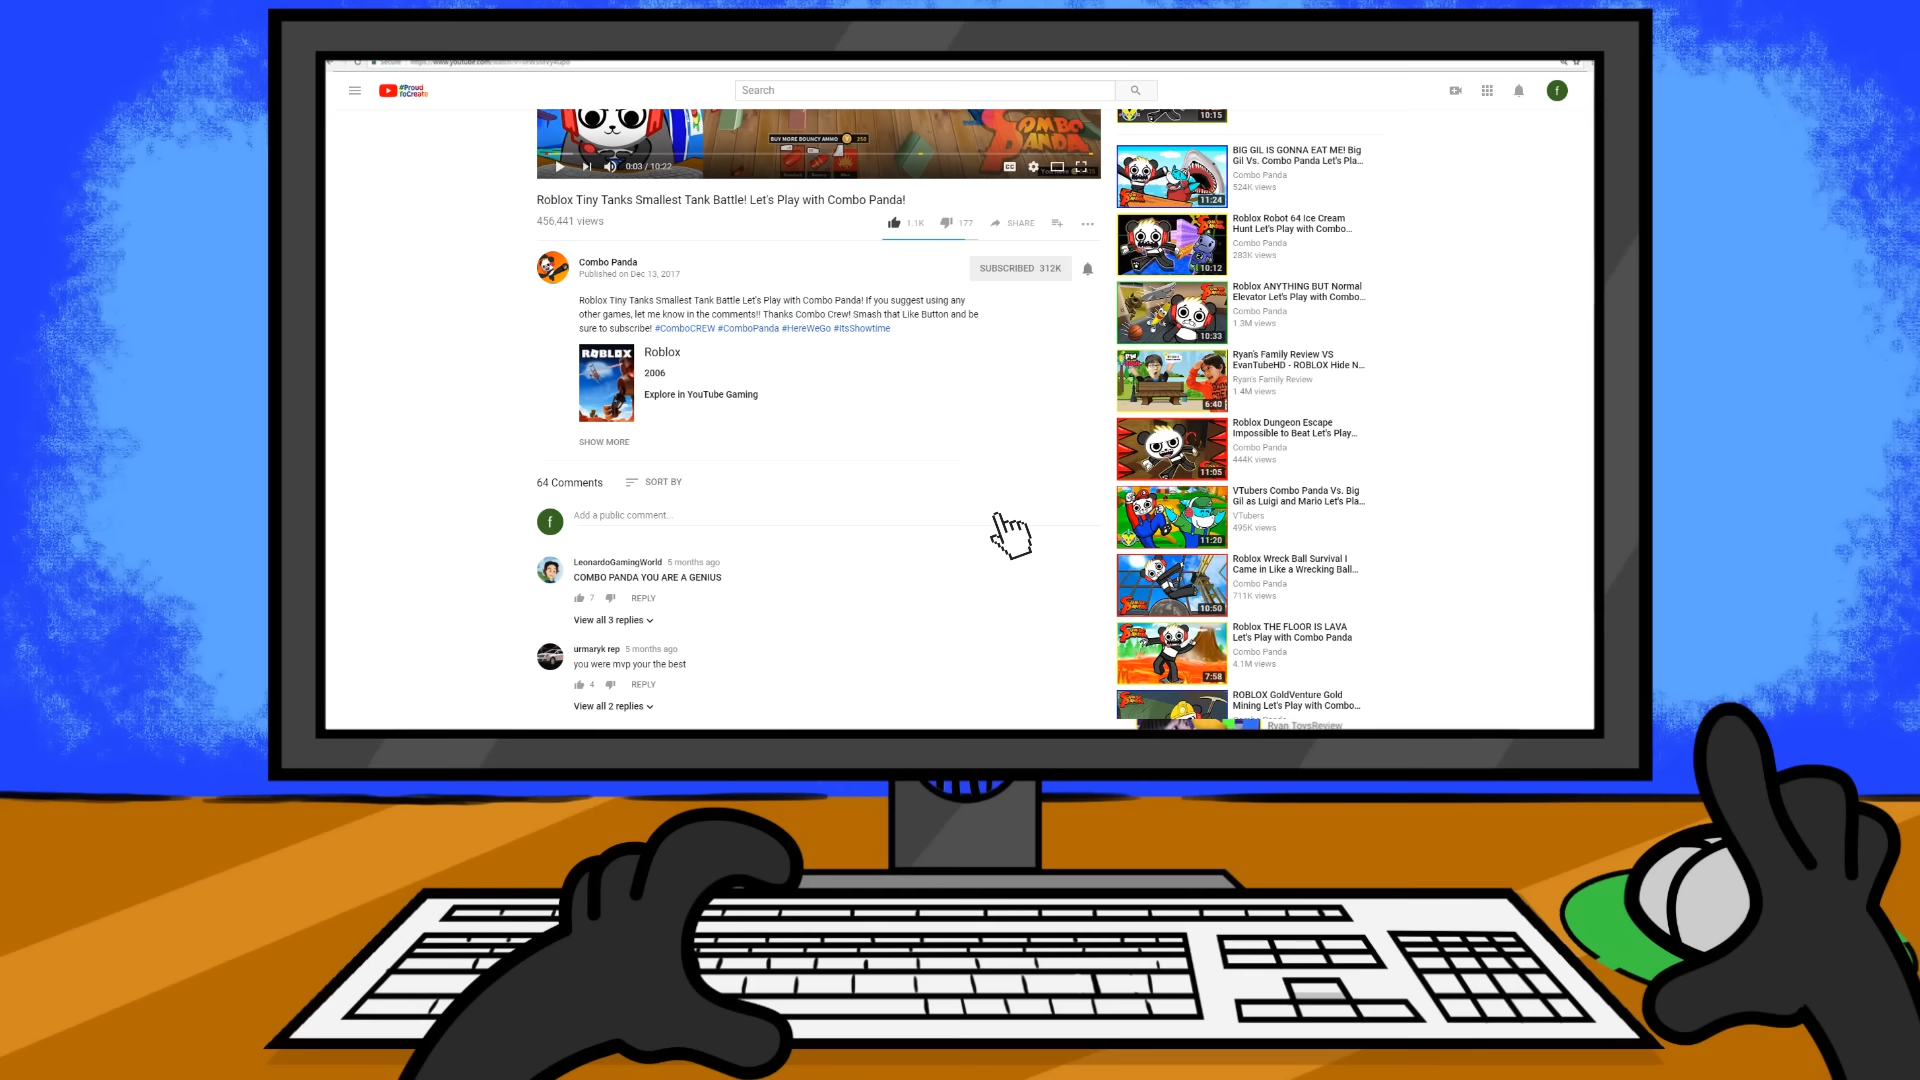 Secure
#Proud
toCreate
Search
f
BUY MORE BOUNCY AMMO 250
COMBO
PANDA
0:03 / 10:22
Roblox Tiny Tanks Smallest Tank Battle! Let's Play with Combo Panda!
456,441 views
1.1K
177
SHARE
Combo Panda
Published on Dec 13, 2017
SUBSCRIBED 312K
Roblox Tiny Tanks Smallest Tank Battle Let's Play with Combo Panda! If you suggest using any
other games, let me know in the comments!! Thanks Combo Crew! Smash that Like Button and be
sure to subscribe! #ComboCREW #ComboPanda #HereWeGo #ItsShowtime
ROBLOX
Roblox
2006
Explore in YouTube Gaming
SHOW MORE
64 Comments
SORT BY
f
Add a public comment...
LeonardoGamingWorld 5 months ago
COMBO PANDA YOU ARE A GENIUS
7
REPLY
View all 3 replies
urmaryk rep 5 months ago
you were mvp your the best
4
REPLY
View all 2 replies
10:15
11:24
BIG GIL IS GONNA EAT ME! Big
Gil Vs. Combo Panda Let's Pla...
Combo Panda
524K views
10:12
Roblox Robot 64 Ice Cream
Hunt Let's Play with Combo...
Combo Panda
283K views
10:33
Roblox ANYTHING BUT Normal
Elevator Let's Play with Combo...
Combo Panda
1.3M views
6:40
Ryan's Family Review VS
EvanTubeHD - ROBLOX Hide N...
Ryan's Family Review
1.4M views
11:05
Roblox Dungeon Escape
Impossible to Beat Let's Play...
Combo Panda
444K views
11:20
VTubers Combo Panda Vs. Big
Gil as Luigi and Mario Let's Pla...
VTubers
495K views
10:50
Roblox Wreck Ball Survival I
Came in Like a Wrecking Ball...
Combo Panda
711K views
7:58
Roblox THE FLOOR IS LAVA
Let's Play with Combo Panda
Combo Panda
4.1M views
ROBLOX GoldVenture Gold
Mining Let's Play with Combo...
Ryan ToysReview